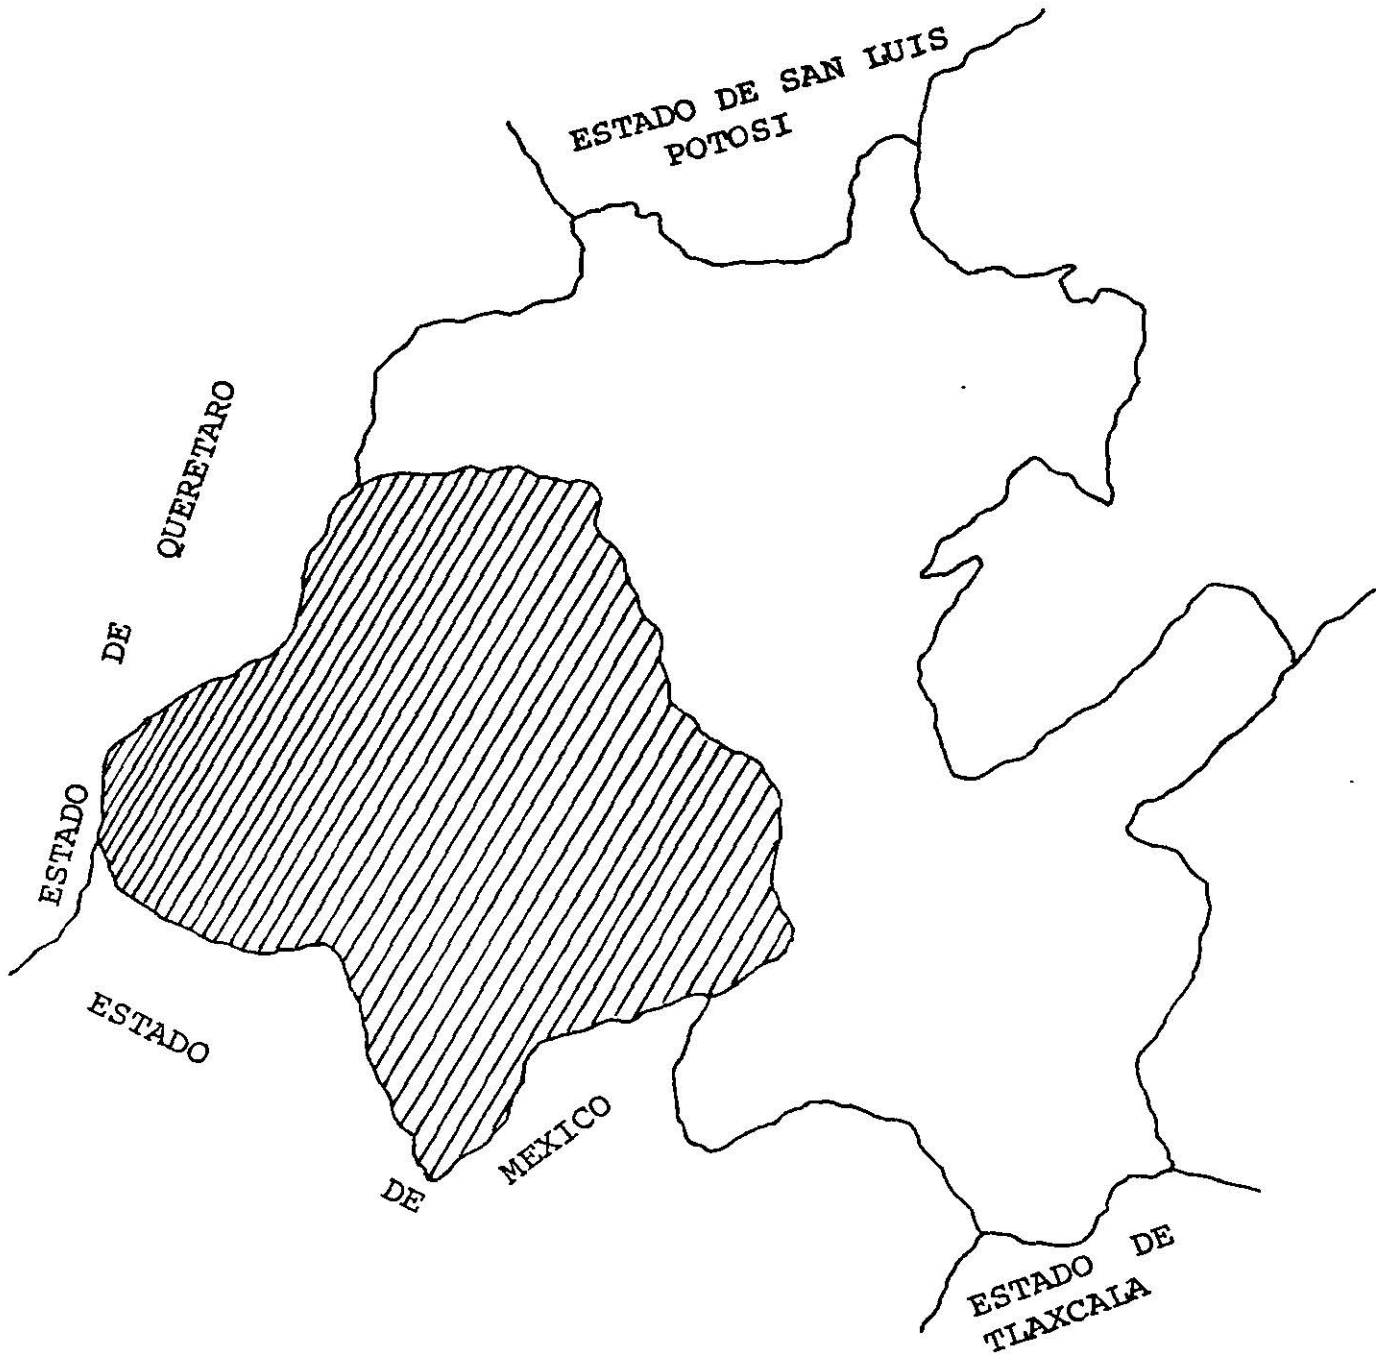 ESTADO DE SAN LUIS
POTOSI
ESTADO DE QUERETARO
ESTADO DE MEXICO
ESTADO DE
TLAXCALA